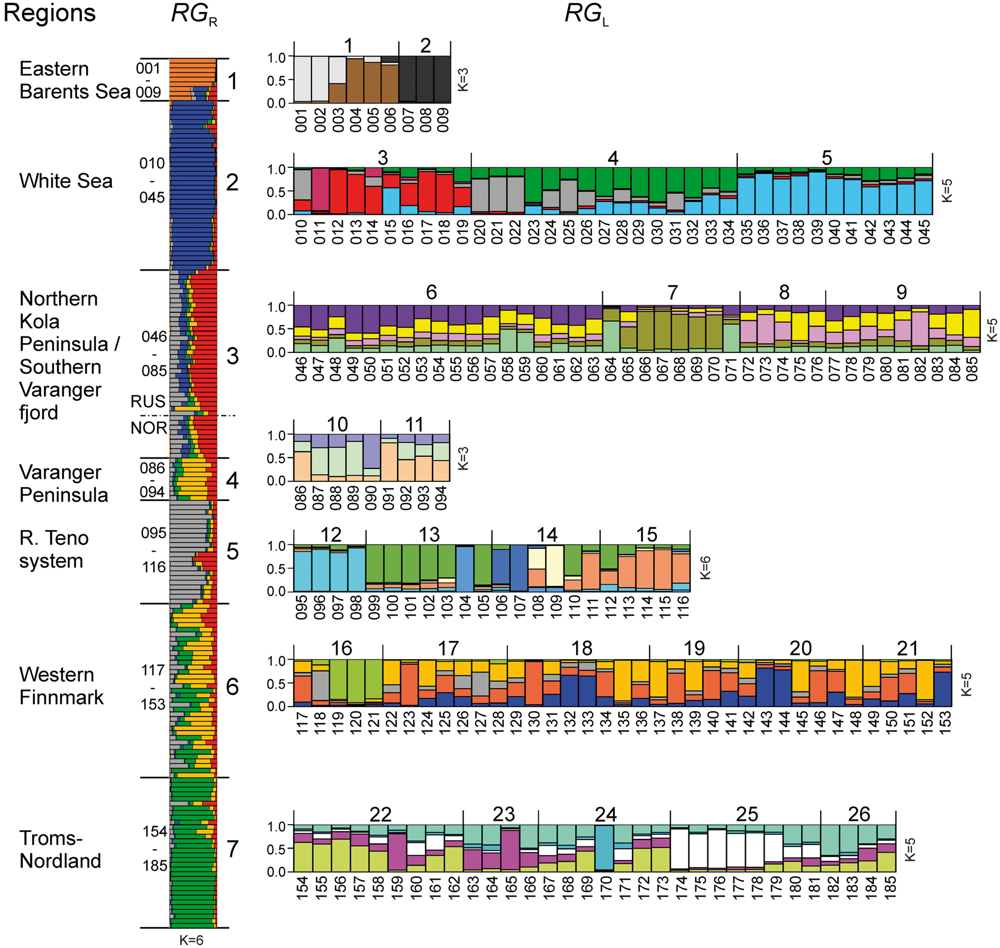 Regions RG_R RG_L
1 2
Eastern
Barents Sea
001
-
009
1
1.0
0.5
0.0
K=3
001 002 003 004 005 006 007 008 009
3 4 5
White Sea
010
-
045
2
1.0
0.5
0.0
K=5
010 011 012 013 014 015 016 017 018 019 020 021 022 023 024 025 026 027 028 029 030 031 032 033 034 035 036 037 038 039 040 041 042 043 044 045
6 7 8 9
Northern
Kola
Peninsula /
Southern
Varanger
fjord
046
-
085
RUS
NOR
3
1.0
0.5
0.0
K=5
046 047 048 049 050 051 052 053 054 055 056 057 058 059 060 061 062 063 064 065 066 067 068 069 070 071 072 073 074 075 076 077 078 079 080 081 082 083 084 085
10 11
Varanger
Peninsula
086
-
094
4
1.0
0.5
0.0
K=3
086 087 088 089 090 091 092 093 094
12 13 14 15
R. Teno
system
095
-
116
5
1.0
0.5
0.0
K=6
095 096 097 098 099 100 101 102 103 104 105 106 107 108 109 110 111 112 113 114 115 116
16 17 18 19 20 21
Western
Finnmark
117
-
153
6
1.0
0.5
0.0
K=5
117 118 119 120 121 122 123 124 125 126 127 128 129 130 131 132 133 134 135 136 137 138 139 140 141 142 143 144 145 146 147 148 149 150 151 152 153
22 23 24 25 26
Troms-
Nordland
154
-
185
7
1.0
0.5
0.0
K=5
154 155 156 157 158 159 160 161 162 163 164 165 166 167 168 169 170 171 172 173 174 175 176 177 178 179 180 181 182 183 184 185
K=6